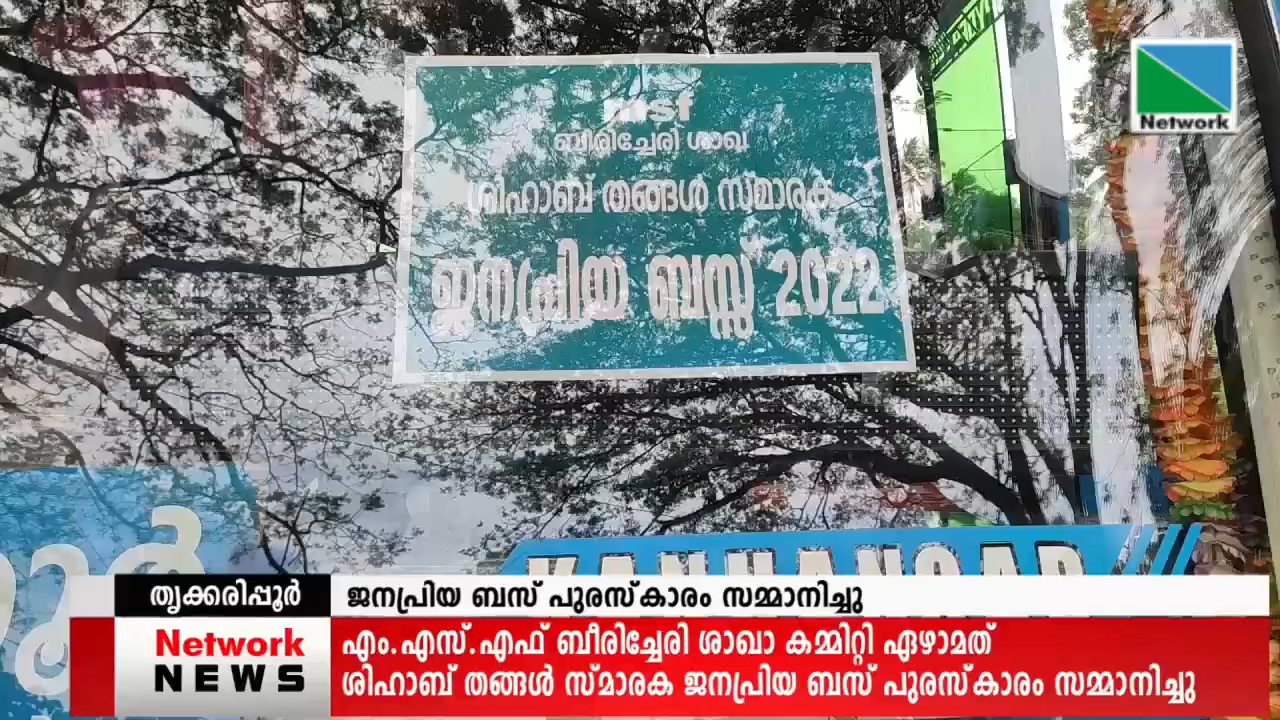 msf
ബീരിച്ചേരി ശാഖ
ശിഹാബ് തങ്ങൾ സ്മാരക
ജനപ്രിയ ബസ്സ് 2022
Network
തൃക്കരിപ്പൂർ
ജനപ്രിയ ബസ് പുരസ്‌കാരം സമ്മാനിച്ചു
Network
NEWS
എം.എസ്.എഫ് ബീരിച്ചേരി ശാഖാ കമ്മിറ്റി ഏഴാമത്
ശിഹാബ് തങ്ങൾ സ്മാരക ജനപ്രിയ ബസ് പുരസ്‌കാരം സമ്മാനിച്ചു